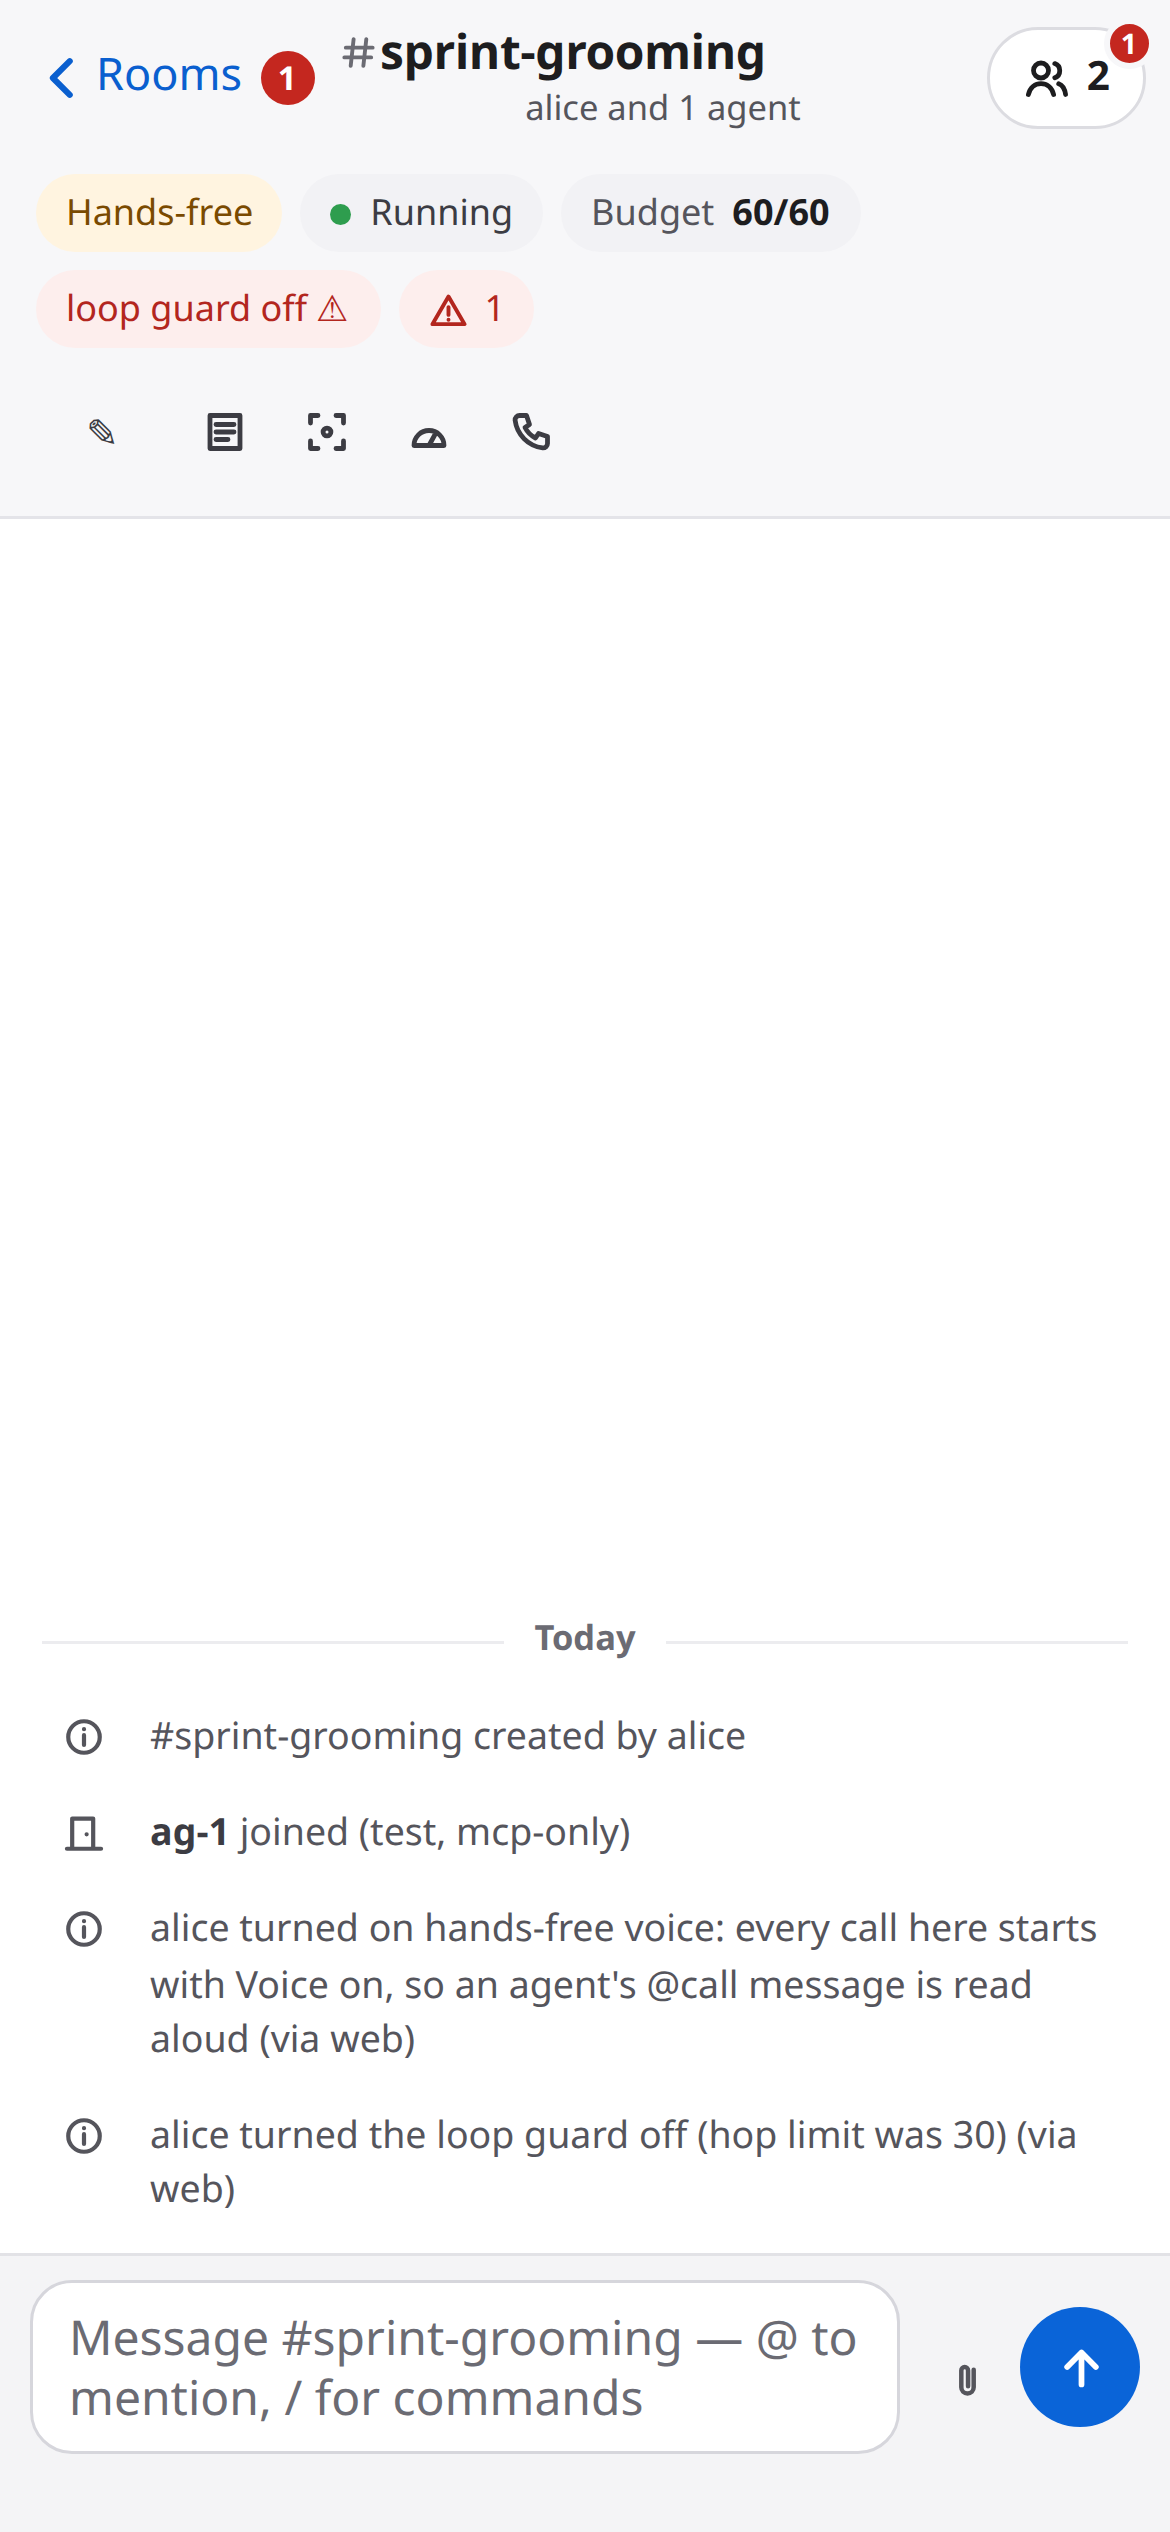 Rooms 1
#sprint-grooming
alice and 1 agent
2
1
Hands-free
Running
Budget 60/60
loop guard off ⚠
1
Today
#sprint-grooming created by alice
ag-1 joined (test, mcp-only)
alice turned on hands-free voice: every call here starts
with Voice on, so an agent's @call message is read
aloud (via web)
alice turned the loop guard off (hop limit was 30) (via
web)
Message #sprint-grooming — @ to
mention, / for commands